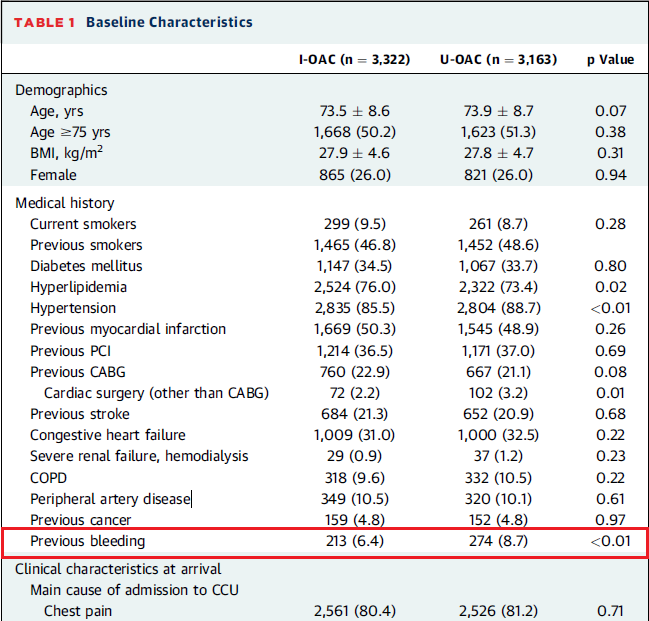 TABLE 1 Baseline Characteristics
I-OAC (n = 3,322) U-OAC (n = 3,163) p Value
Demographics
Age, yrs 73.5 ± 8.6 73.9 ± 8.7 0.07
Age ≥75 yrs 1,668 (50.2) 1,623 (51.3) 0.38
BMI, kg/m² 27.9 ± 4.6 27.8 ± 4.7 0.31
Female 865 (26.0) 821 (26.0) 0.94
Medical history
Current smokers 299 (9.5) 261 (8.7) 0.28
Previous smokers 1,465 (46.8) 1,452 (48.6)
Diabetes mellitus 1,147 (34.5) 1,067 (33.7) 0.80
Hyperlipidemia 2,524 (76.0) 2,322 (73.4) 0.02
Hypertension 2,835 (85.5) 2,804 (88.7) <0.01
Previous myocardial infarction 1,669 (50.3) 1,545 (48.9) 0.26
Previous PCI 1,214 (36.5) 1,171 (37.0) 0.69
Previous CABG 760 (22.9) 667 (21.1) 0.08
Cardiac surgery (other than CABG) 72 (2.2) 102 (3.2) 0.01
Previous stroke 684 (21.3) 652 (20.9) 0.68
Congestive heart failure 1,009 (31.0) 1,000 (32.5) 0.22
Severe renal failure, hemodialysis 29 (0.9) 37 (1.2) 0.23
COPD 318 (9.6) 332 (10.5) 0.22
Peripheral artery disease 349 (10.5) 320 (10.1) 0.61
Previous cancer 159 (4.8) 152 (4.8) 0.97
Previous bleeding 213 (6.4) 274 (8.7) <0.01
Clinical characteristics at arrival
Main cause of admission to CCU
Chest pain 2,561 (80.4) 2,526 (81.2) 0.71